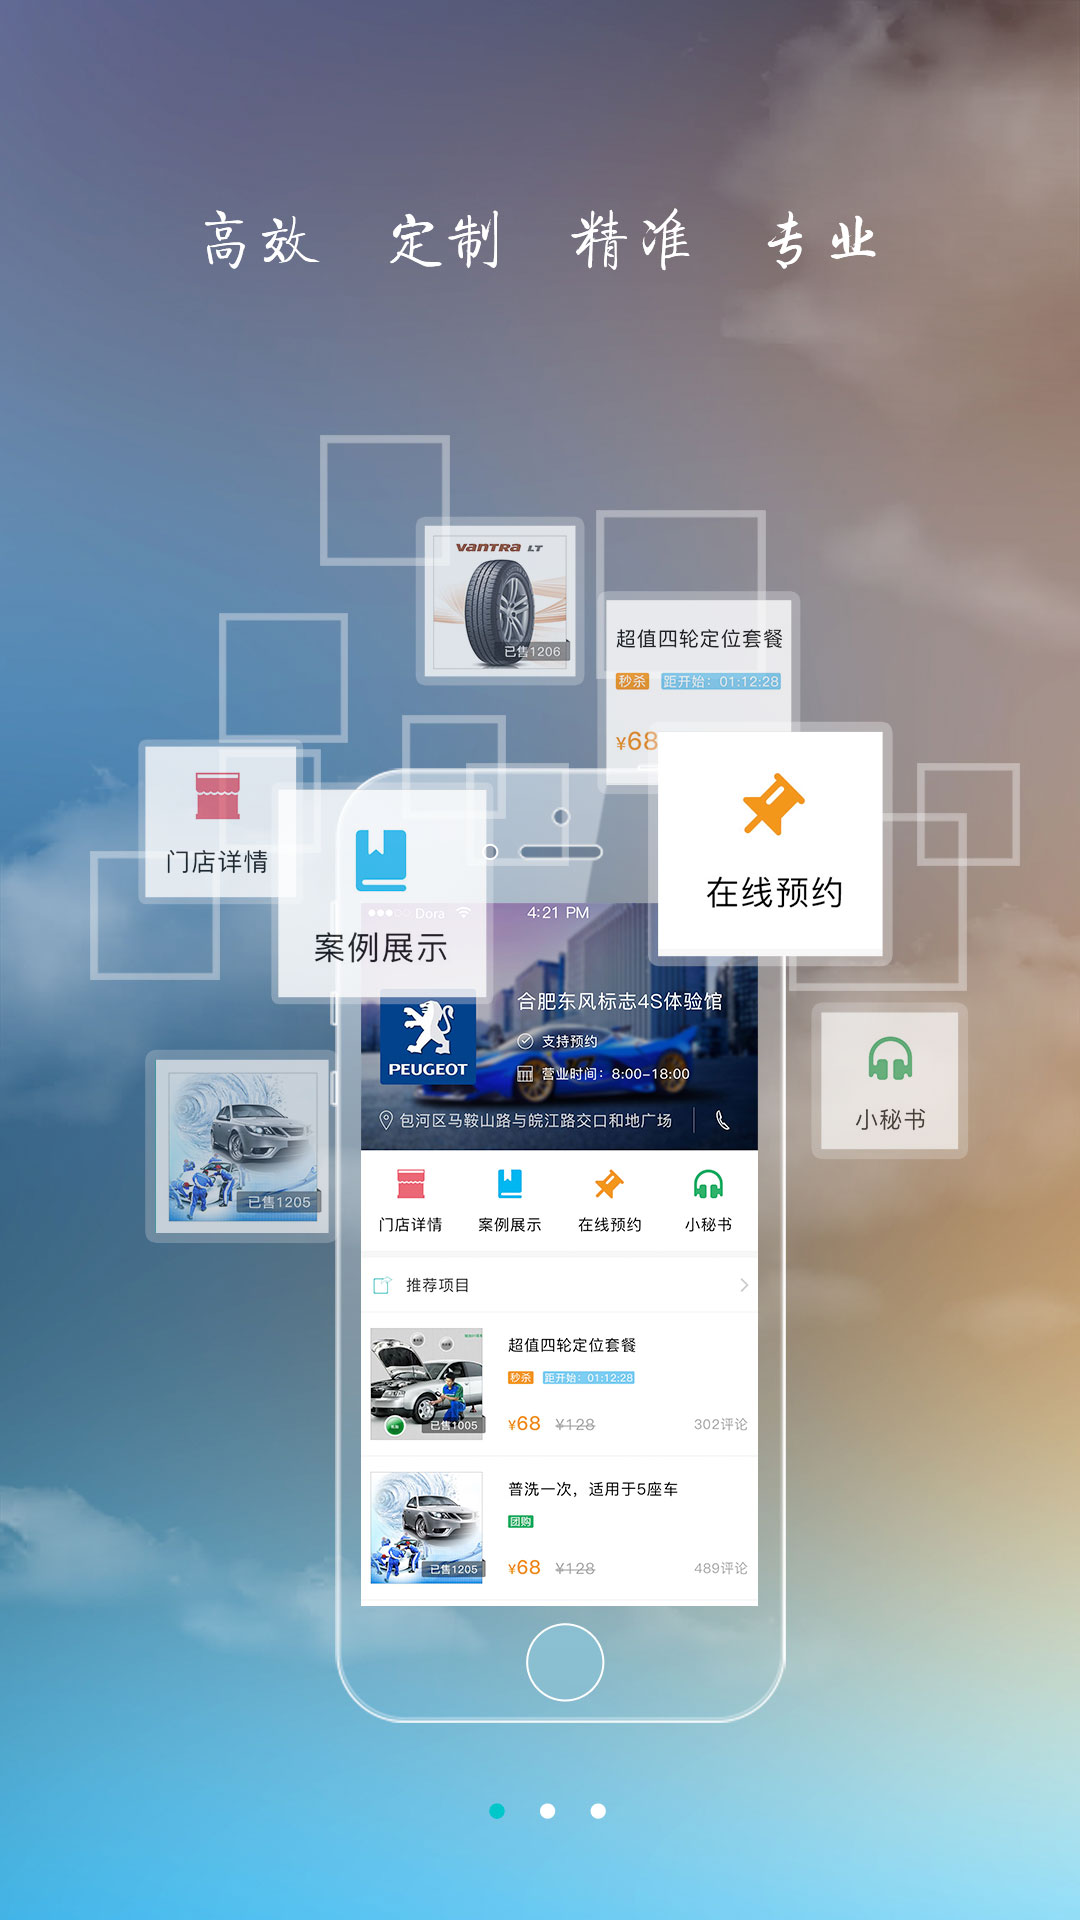 高效 定制 精准 专业
VANTRA LT
已售1206
超值四轮定位套餐
秒杀 距开始：01:12:28
¥68
门店详情
在线预约
案例展示
Dora 4:21 PM
合肥东风标志4S体验馆
支持预约
PEUGEOT
营业时间：8:00-18:00
包河区马鞍山路与皖江路交口和地广场
小秘书
已售1205
门店详情 案例展示 在线预约 小秘书
推荐项目
超值四轮定位套餐
秒杀 距开始：01:12:28
已售1005
¥68 ¥128 302评论
普洗一次，适用于5座车
团购
已售1205
¥68 ¥128 489评论